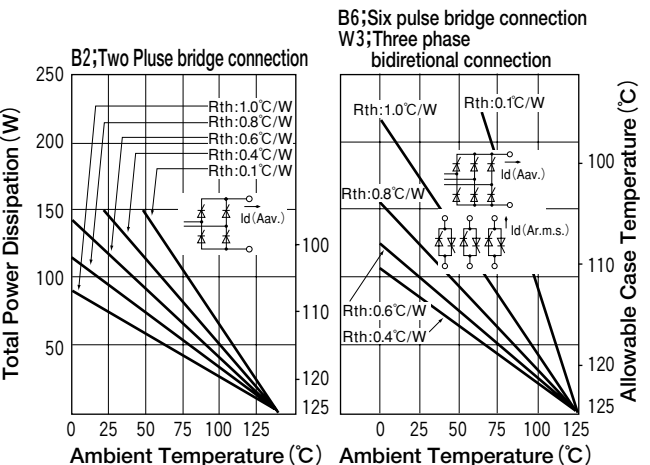 B6;Six pulse bridge connection
W3;Three phase
bidiretional connection
B2;Two Pluse bridge connection
Total Power Dissipation (W)
250
200
150
100
50
Rth:1.0℃/W
Rth:0.8℃/W
Rth:0.6℃/W
Rth:0.4℃/W
Rth:0.1℃/W
Id(Aav.)
100
110
120
125
0 25 50 75 100 125
Ambient Temperature (℃)
Rth:1.0℃/W
Rth:0.1℃/W
Id(Aav.)
Rth:0.8℃/W
Id(Ar.m.s.)
Rth:0.6℃/W
Rth:0.4℃/W
100
110
120
125
Allowable Case Temperature (℃)
0 25 50 75 100 125
Ambient Temperature (℃)